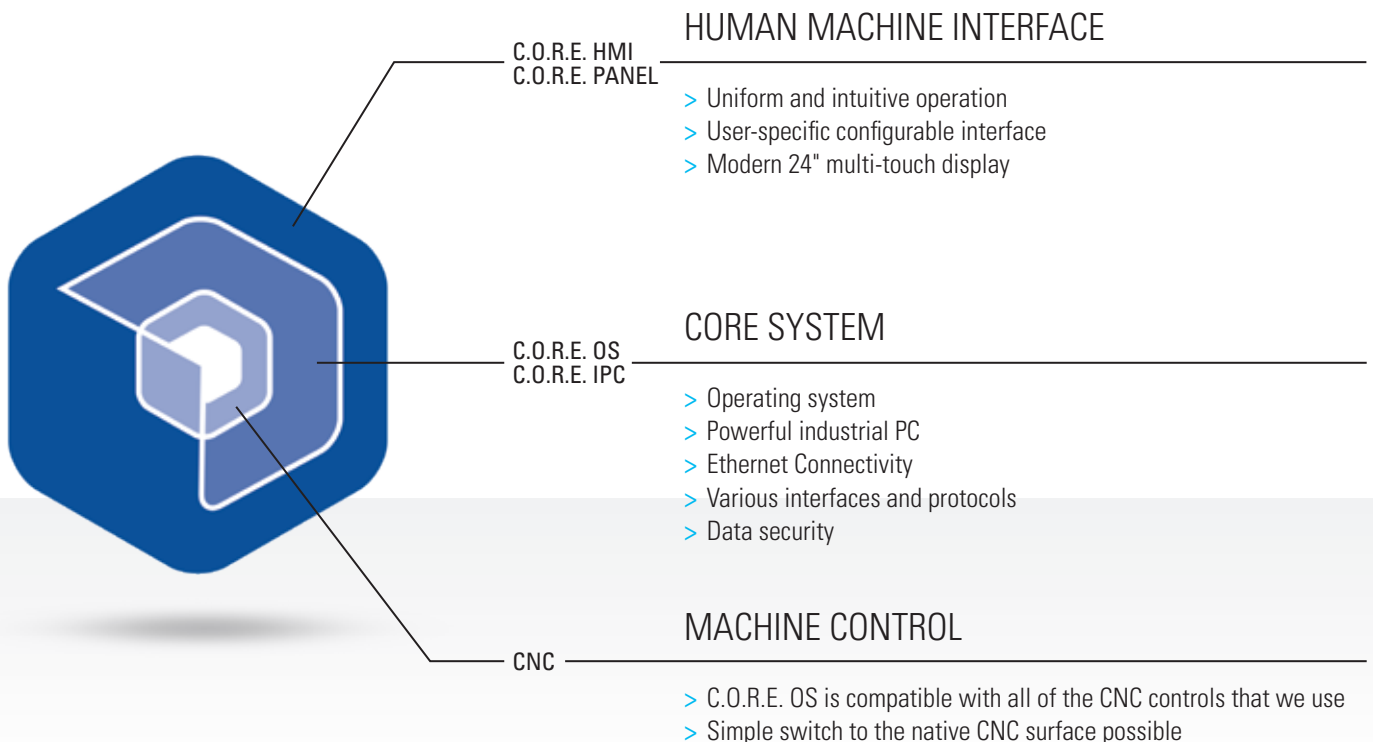 HUMAN MACHINE INTERFACE
C.O.R.E. HMI
C.O.R.E. PANEL
> Uniform and intuitive operation
> User-specific configurable interface
> Modern 24" multi-touch display
CORE SYSTEM
C.O.R.E. OS
C.O.R.E. IPC
> Operating system
> Powerful industrial PC
> Ethernet Connectivity
> Various interfaces and protocols
> Data security
MACHINE CONTROL
CNC
> C.O.R.E. OS is compatible with all of the CNC controls that we use
> Simple switch to the native CNC surface possible